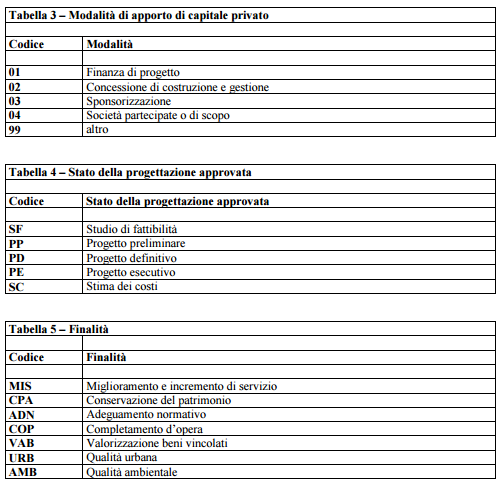 Tabella 3 – Modalità di apporto di capitale privato
Codice Modalità
01 Finanza di progetto
02 Concessione di costruzione e gestione
03 Sponsorizzazione
04 Società partecipate o di scopo
99 altro
Tabella 4 – Stato della progettazione approvata
Codice Stato della progettazione approvata
SF Studio di fattibilità
PP Progetto preliminare
PD Progetto definitivo
PE Progetto esecutivo
SC Stima dei costi
Tabella 5 – Finalità
Codice Finalità
MIS Miglioramento e incremento di servizio
CPA Conservazione del patrimonio
ADN Adeguamento normativo
COP Completamento d'opera
VAB Valorizzazione beni vincolati
URB Qualità urbana
AMB Qualità ambientale